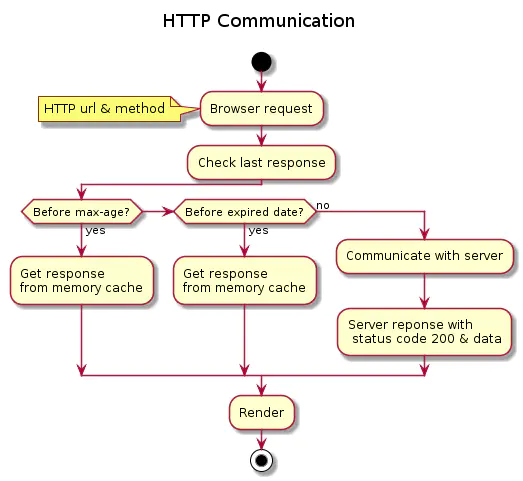 HTTP Communication
HTTP url & method
Browser request
Check last response
Before max-age?
Before expired date?
no
yes
yes
Communicate with server
Get response
from memory cache
Get response
from memory cache
Server reponse with
status code 200 & data
Render